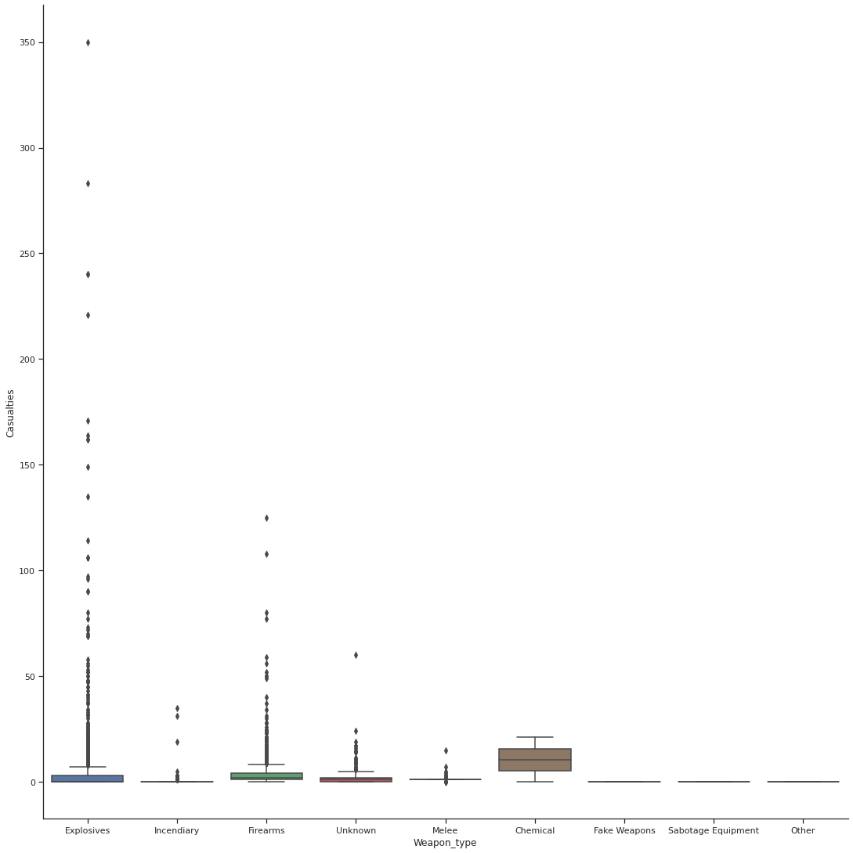 350
300
250
200
150
100
50
0
Casualties
Explosives Incendiary Firearms Unknown Melee Chemical Fake Weapons Sabotage Equipment Other
Weapon_type